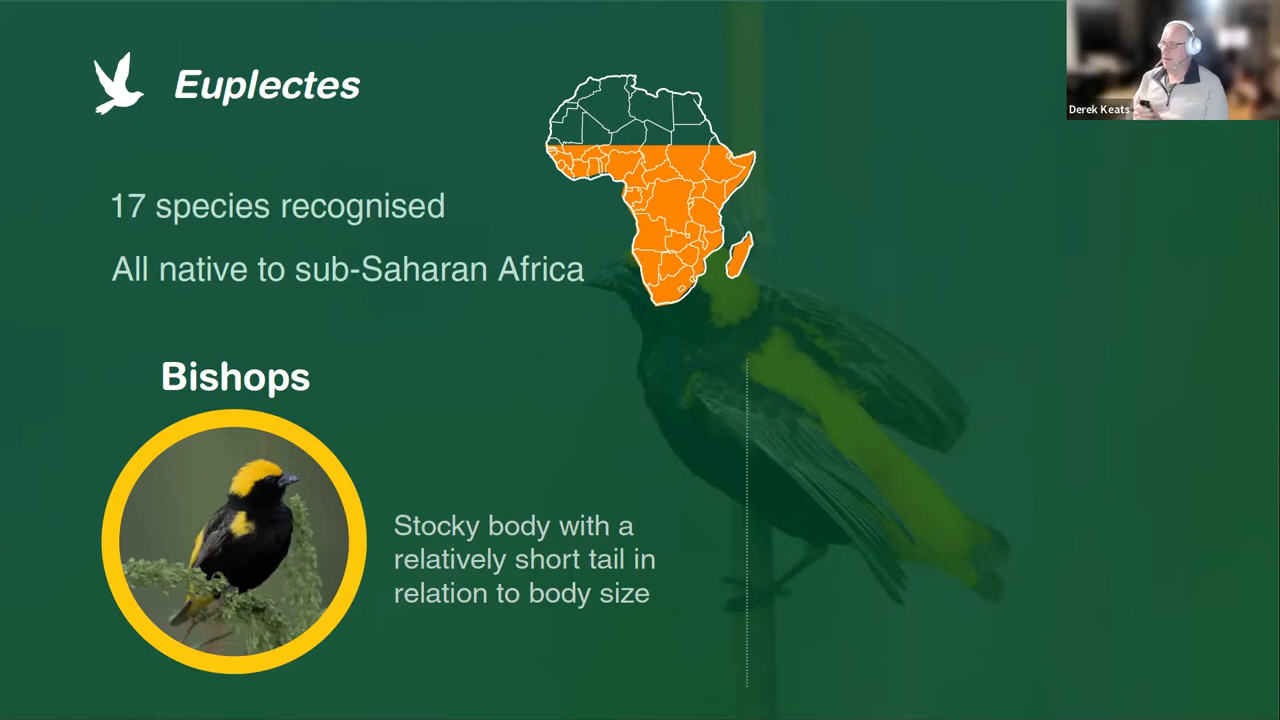 Euplectes
Derek Keats
17 species recognised
All native to sub-Saharan Africa
Bishops
Stocky body with a
relatively short tail in
relation to body size